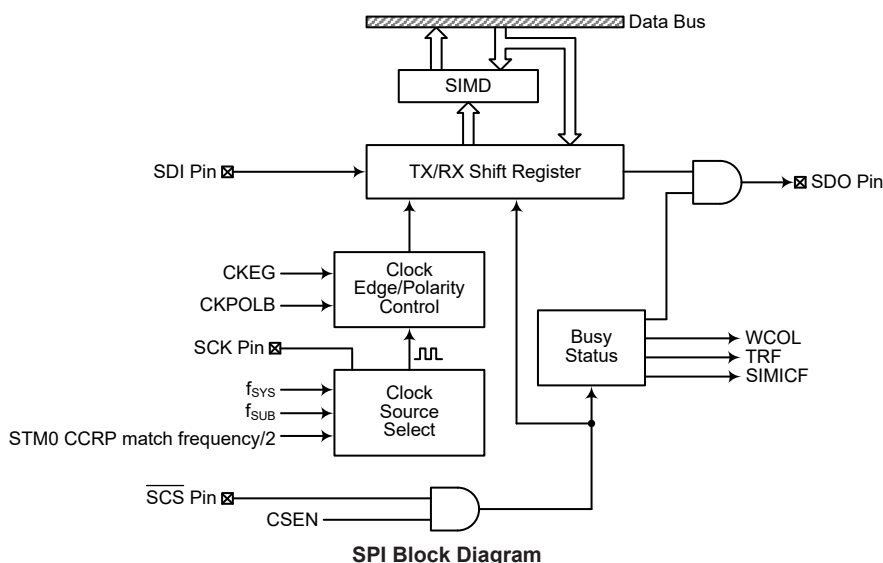 Data Bus
SIMD
SDI Pin
TX/RX Shift Register
SDO Pin
CKEG
CKPOLB
Clock
Edge/Polarity
Control
SCK Pin
Busy
Status
WCOL
TRF
SIMICF
fSYS
fSUB
STM0 CCRP match frequency/2
Clock
Source
Select
SCS Pin
CSEN
SPI Block Diagram